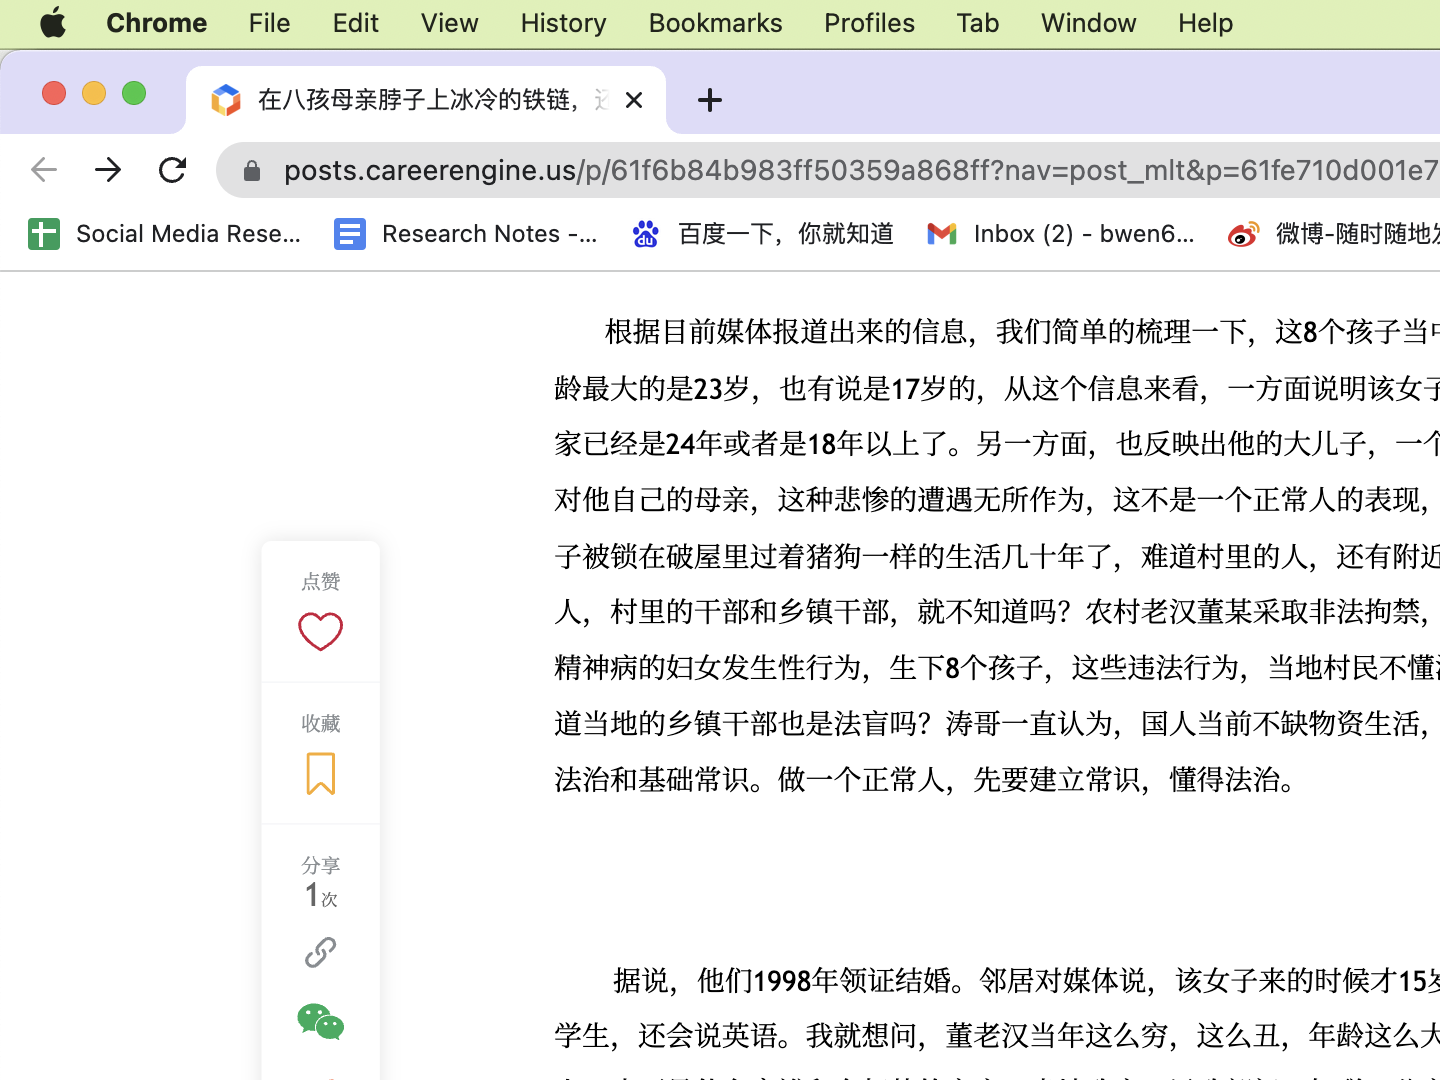 Chrome File Edit View History Bookmarks Profiles Tab Window Help
在八孩母亲脖子上冰冷的铁链，还
posts.careerengine.us/p/61f6b84b983ff50359a868ff?nav=post_mlt&p=61fe710d001e7
Social Media Rese... Research Notes -... 百度一下，你就知道 Inbox (2) - bwen6... 微博-随时随地发
根据目前媒体报道出来的信息，我们简单的梳理一下，这8个孩子当中
龄最大的是23岁，也有说是17岁的，从这个信息来看，一方面说明该女子
家已经是24年或者是18年以上了。另一方面，也反映出他的大儿子，一个
对他自己的母亲，这种悲惨的遭遇无所作为，这不是一个正常人的表现，
子被锁在破屋里过着猪狗一样的生活几十年了，难道村里的人，还有附近
人，村里的干部和乡镇干部，就不知道吗？农村老汉董某采取非法拘禁，
精神病的妇女发生性行为，生下8个孩子，这些违法行为，当地村民不懂法
道当地的乡镇干部也是法盲吗？涛哥一直认为，国人当前不缺物资生活，
法治和基础常识。做一个正常人，先要建立常识，懂得法治。
点赞
收藏
分享
1次
据说，他们1998年领证结婚。邻居对媒体说，该女子来的时候才15岁
学生，还会说英语。我就想问，董老汉当年这么穷，这么丑，年龄这么大